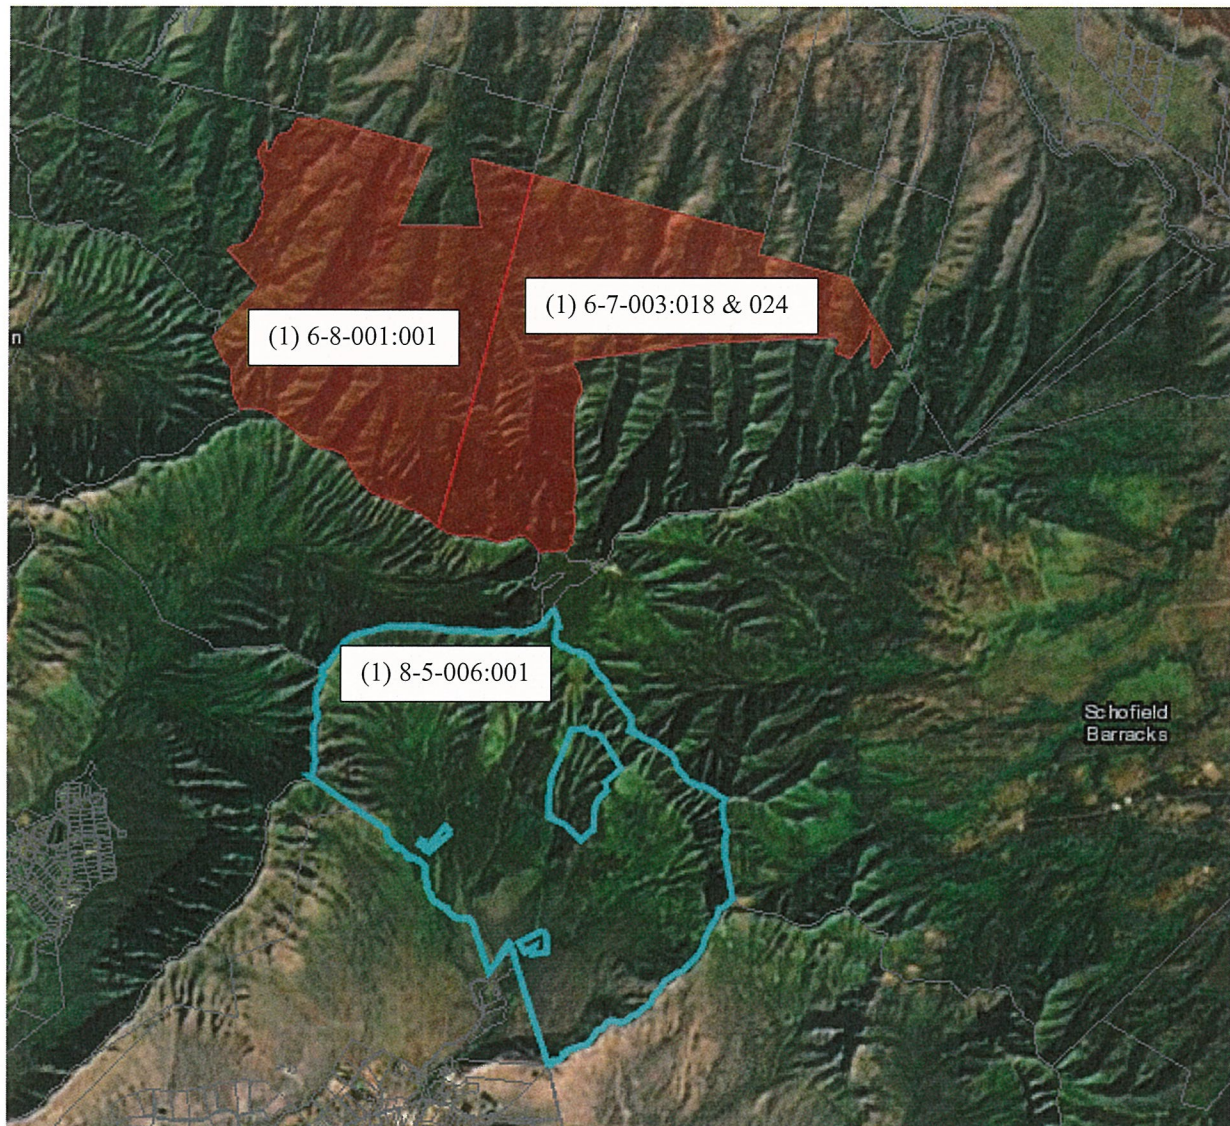 (1) 6-7-003:018 & 024
(1) 6-8-001:001
n
(1) 8-5-006:001
Schofield
Barracks